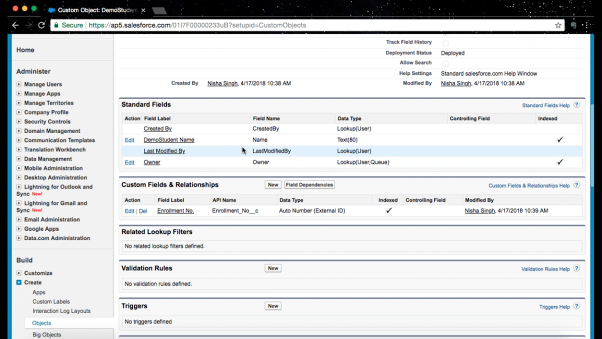 Custom Object: DemoStudent
Secure | https://ap5.salesforce.com/01I7F00000233uB?setupid=CustomObjects
Home
Administer
Manage Users
Manage Apps
Manage Territories
Company Profile
Security Controls
Domain Management
Communication Templates
Translation Workbench
Data Management
Mobile Administration
Desktop Administration
Lightning for Outlook and
Sync New!
Lightning for Gmail and
Sync New!
Email Administration
Google Apps
Data.com Administration
Build
Customize
Create
Apps
Custom Labels
Interaction Log Layouts
Objects
Big Objects
Track Field History
Deployment Status Deployed
Allow Search
Help Settings Standard salesforce.com Help Window
Created By Nisha Singh, 4/17/2018 10:38 AM Modified By Nisha Singh, 4/17/2018 10:38 AM
Standard Fields Standard Fields Help ?
Action Field Label Field Name Data Type Controlling Field Indexed
Created By CreatedBy Lookup(User)
Edit DemoStudent Name Name Text(80)
Last Modified By LastModifiedBy Lookup(User)
Edit Owner Owner Lookup(User,Queue)
Custom Fields & Relationships New Field Dependencies Custom Fields & Relationships Help ?
Action Field Label API Name Data Type Indexed Controlling Field Modified By
Edit | Del Enrollment No. Enrollment_No__c Auto Number (External ID) Nisha Singh, 4/17/2018 10:39 AM
Related Lookup Filters
No related lookup filters defined.
Validation Rules New Validation Rules Help ?
No validation rules defined.
Triggers New Triggers Help ?
No triggers defined